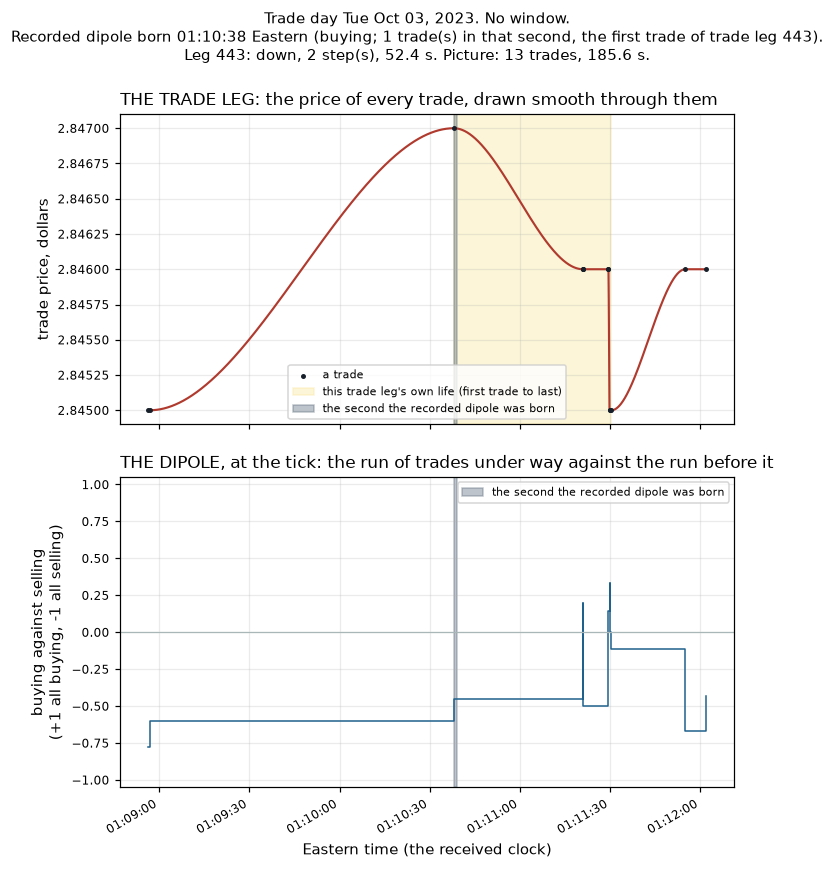 Trade day Tue Oct 03, 2023. No window.
Recorded dipole born 01:10:38 Eastern (buying; 1 trade(s) in that second, the first trade of trade leg 443).
Leg 443: down, 2 step(s), 52.4 s. Picture: 13 trades, 185.6 s.
THE TRADE LEG: the price of every trade, drawn smooth through them
trade price, dollars
2.84700
2.84675
2.84650
2.84625
2.84600
2.84575
2.84550
2.84525
2.84500
a trade
this trade leg's own life (first trade to last)
the second the recorded dipole was born
THE DIPOLE, at the tick: the run of trades under way against the run before it
buying against selling
(+1 all buying, -1 all selling)
1.00
0.75
0.50
0.25
0.00
−0.25
−0.50
−0.75
−1.00
the second the recorded dipole was born
01:09:00
01:09:30
01:10:00
01:10:30
01:11:00
01:11:30
01:12:00
Eastern time (the received clock)